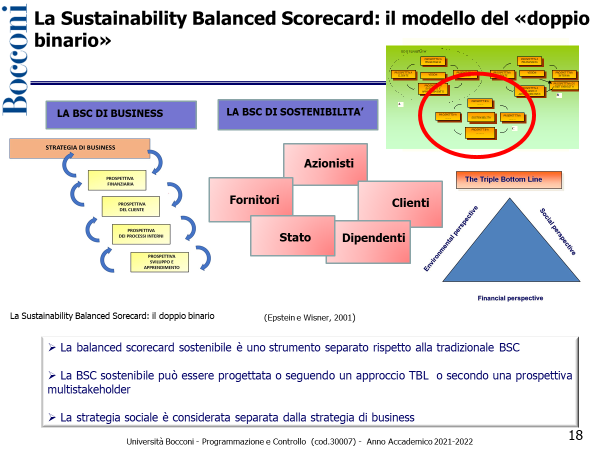 Bocconi
La Sustainability Balanced Scorecard: il modello del «doppio
binario»
LA BSC DI BUSINESS
LA BSC DI SOSTENIBILITA’
STRATEGIA DI BUSINESS
PROSPETTIVA
FINANZIARIA
PROSPETTIVA
DEL CLIENTE
PROSPETTIVA
DEI PROCESSI INTERNI
PROSPETTIVA
SVILUPPO E
APPRENDIMENTO
Azionisti
Fornitori
Clienti
Stato
Dipendenti
The Triple Bottom Line
Environmental perspective
Social perspective
Financial perspective
La Sustainability Balanced Sorecard: il doppio binario
(Epstein e Wisner, 2001)
➢ La balanced scorecard sostenibile è uno strumento separato rispetto alla tradizionale BSC
➢ La BSC sostenibile può essere progettata o seguendo un approccio TBL o secondo una prospettiva
multistakeholder
➢ La strategia sociale è considerata separata dalla strategia di business
Università Bocconi - Programmazione e Controllo (cod.30007) - Anno Accademico 2021-2022
18